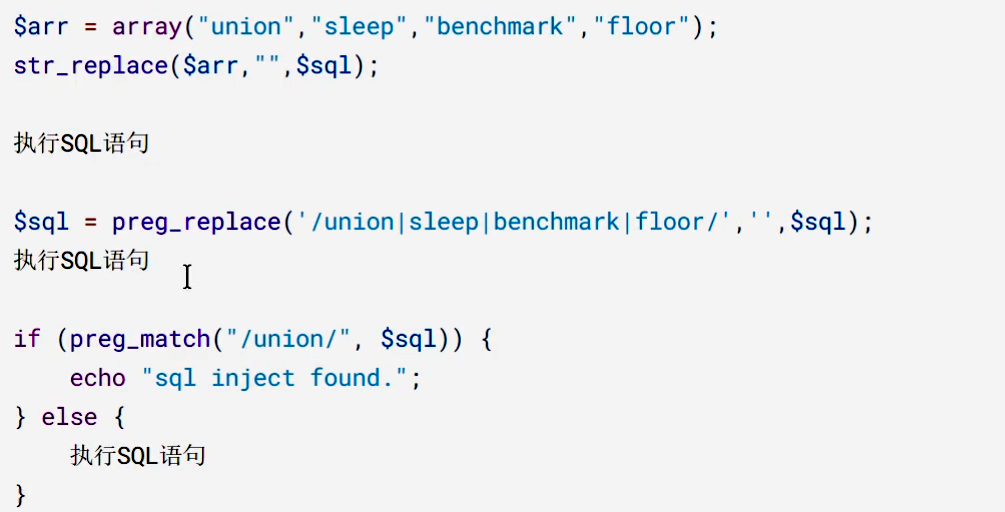 $arr = array("union","sleep","benchmark","floor");
str_replace($arr,"",$sql);
执行SQL语句
$sql = preg_replace('/union|sleep|benchmark|floor/','',$sql);
执行SQL语句
if (preg_match("/union/", $sql)) {
    echo "sql inject found.";
} else {
    执行SQL语句
}